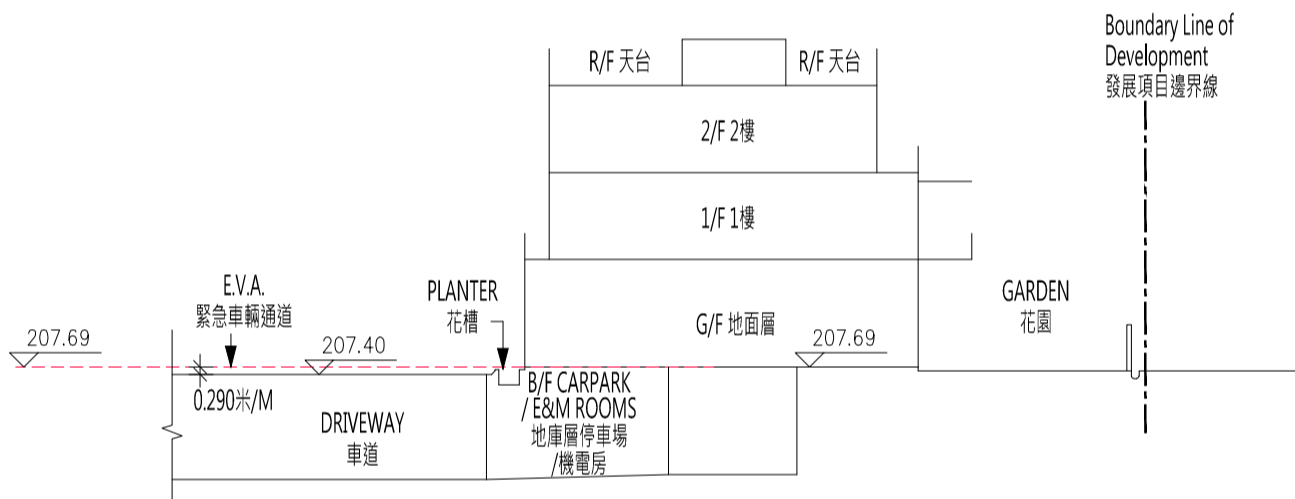 Boundary Line of
Development
發展項目邊界線
R/F 天台
R/F 天台
2/F 2樓
1/F 1樓
E.V.A.
緊急車輛通道
PLANTER
花槽
GARDEN
花園
G/F 地面層
207.69
207.40
207.69
0.290米/M
B/F CARPARK
/ E&M ROOMS
地庫層停車場
/機電房
DRIVEWAY
車道